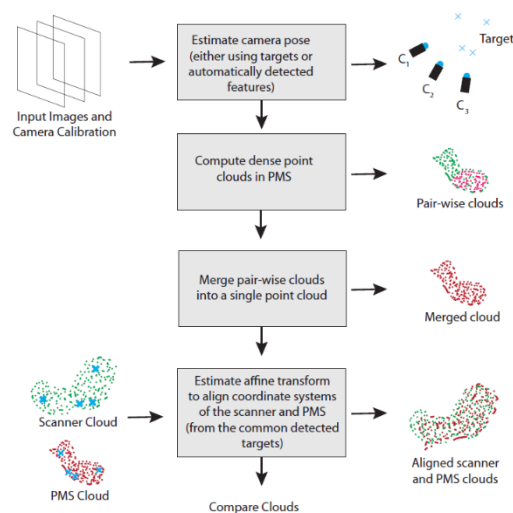 Input Images and
Camera Calibration
Estimate camera pose
(either using targets or
automatically detected
features)
Target
C1
C2
C3
Compute dense point
clouds in PMS
Pair-wise clouds
Merge pair-wise clouds
into a single point cloud
Merged cloud
Scanner Cloud
PMS Cloud
Estimate affine transform
to align coordinate systems
of the scanner and PMS
(from the common detected
targets)
Aligned scanner
and PMS clouds
Compare Clouds